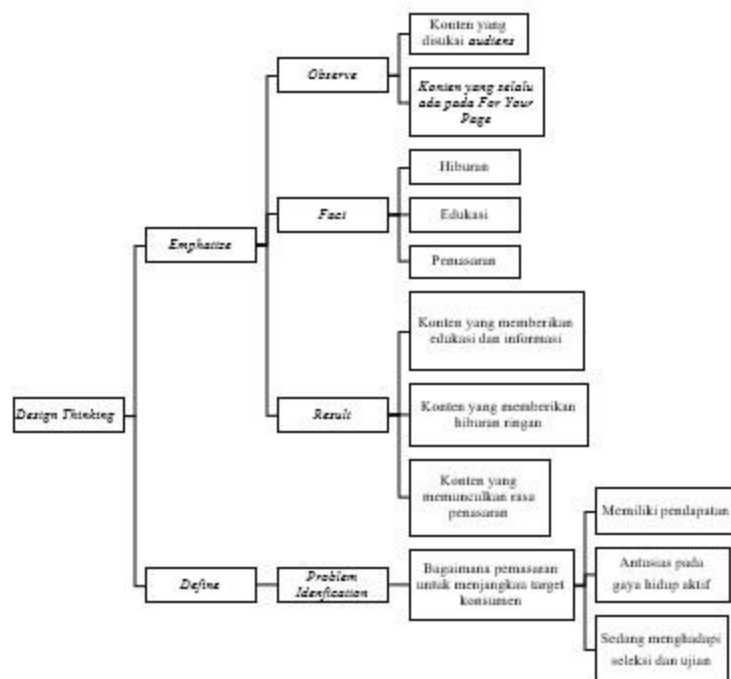 Konten yang
disukai audiens
Observe
Konten yang selalu
ada pada For Your
Page
Hiburan
Fact
Edukasi
Emphatize
Pemasaran
Konten yang memberikan
edukasi dan informasi
Design Thinking
Result
Konten yang memberikan
hiburan ringan
Konten yang
memunculkan rasa
penasaran
Memiliki pendapatan
Define
Problem
Idenfication
Bagaimana pemasaran
untuk menjangkau target
konsumen
Antusias pada
gaya hidup aktif
Sedang menghadapi
seleksi dan ujian